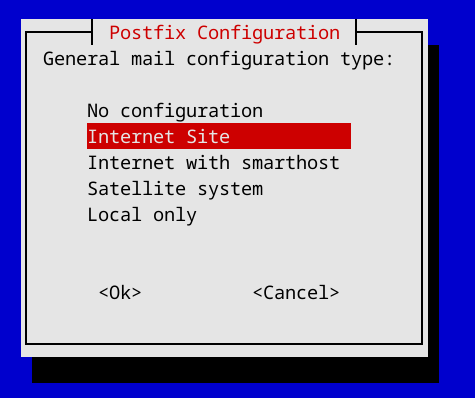 Postfix Configuration
General mail configuration type:
No configuration
Internet Site
Internet with smarthost
Satellite system
Local only
<Ok> <Cancel>